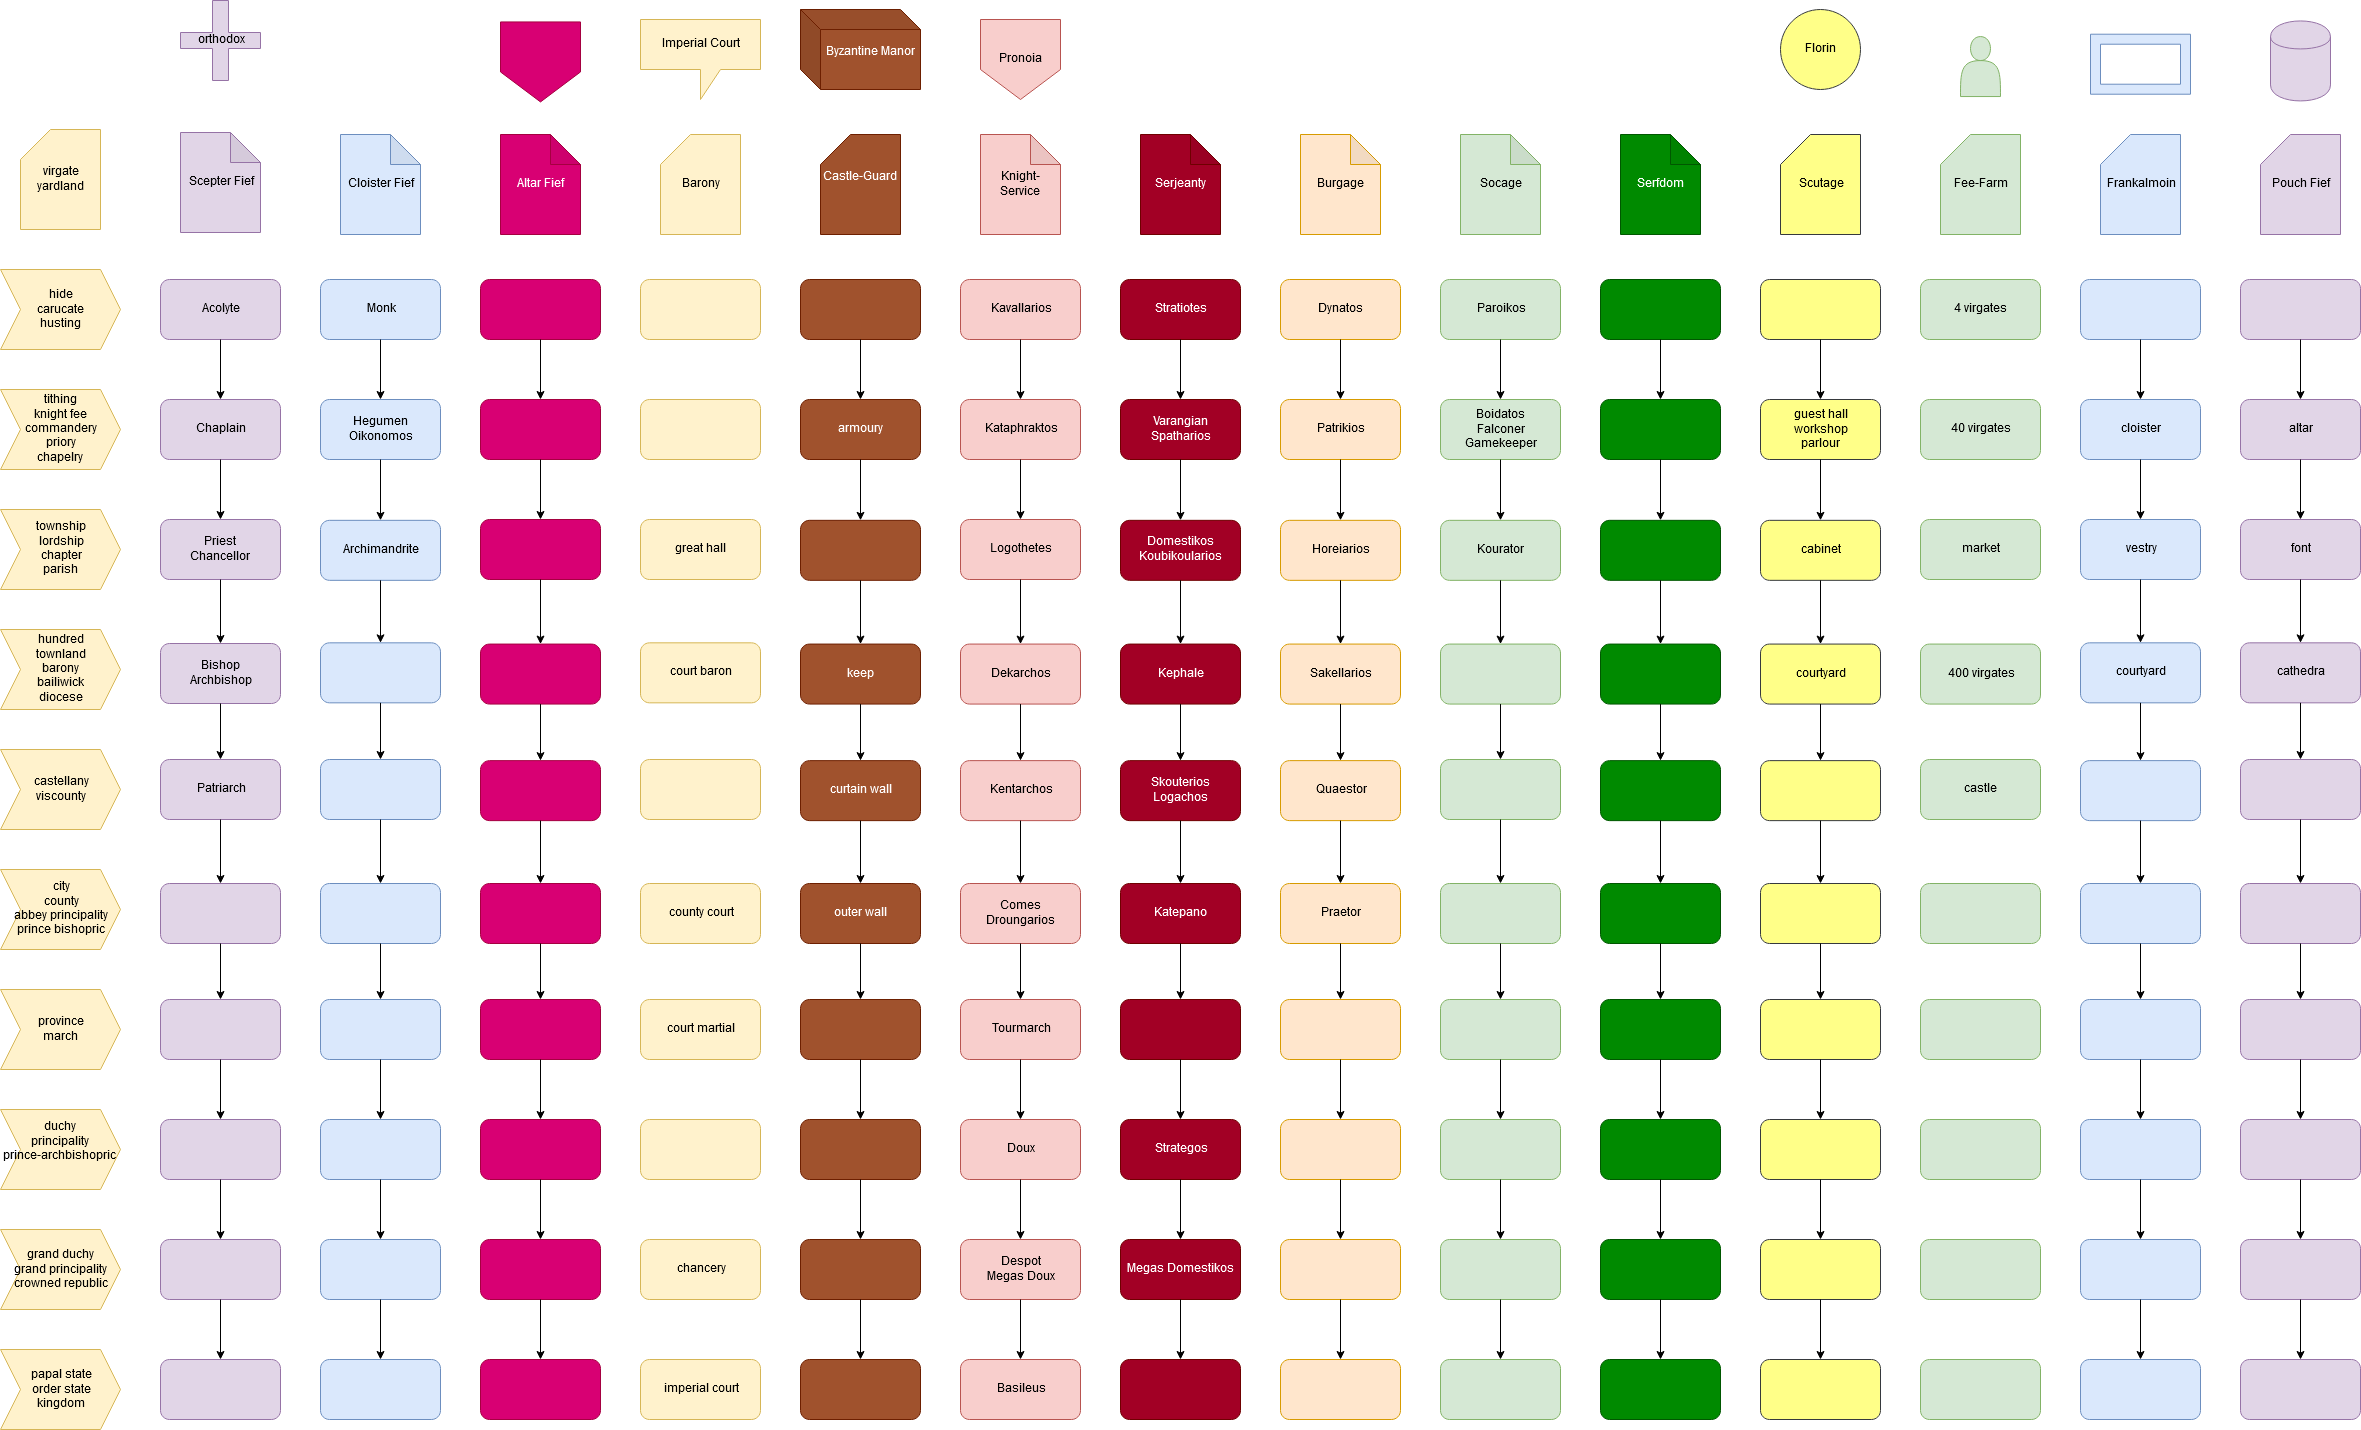 orthodox
Imperial Court
Byzantine Manor
Pronoia
Florin
virgate
yardland
Scepter Fief
Cloister Fief
Altar Fief
Barony
Castle-Guard
Knight-
Service
Serjeanty
Burgage
Socage
Serfdom
Scutage
Fee-Farm
Frankalmoin
Pouch Fief
hide
carucate
husting
Acolyte
Monk
Kavallarios
Stratiotes
Dynatos
Paroikos
4 virgates
tithing
knight fee
commandery
priory
chapelry
Chaplain
Hegumen
Oikonomos
armoury
Kataphraktos
Varangian
Spatharios
Patrikios
Boidatos
Falconer
Gamekeeper
guest hall
workshop
parlour
40 virgates
cloister
altar
township
lordship
chapter
parish
Priest
Chancellor
Archimandrite
great hall
Logothetes
Domestikos
Koubikoularios
Horeiarios
Kourator
cabinet
market
vestry
font
hundred
townland
barony
bailiwick
diocese
Bishop
Archbishop
court baron
keep
Dekarchos
Kephale
Sakellarios
courtyard
400 virgates
courtyard
cathedra
castellany
viscounty
Patriarch
curtain wall
Kentarchos
Skouterios
Logachos
Quaestor
castle
city
county
abbey principality
prince bishopric
county court
outer wall
Comes
Droungarios
Katepano
Praetor
province
march
court martial
Tourmarch
duchy
principality
prince-archbishopric
Doux
Strategos
grand duchy
grand principality
crowned republic
chancery
Despot
Megas Doux
Megas Domestikos
papal state
order state
kingdom
imperial court
Basileus